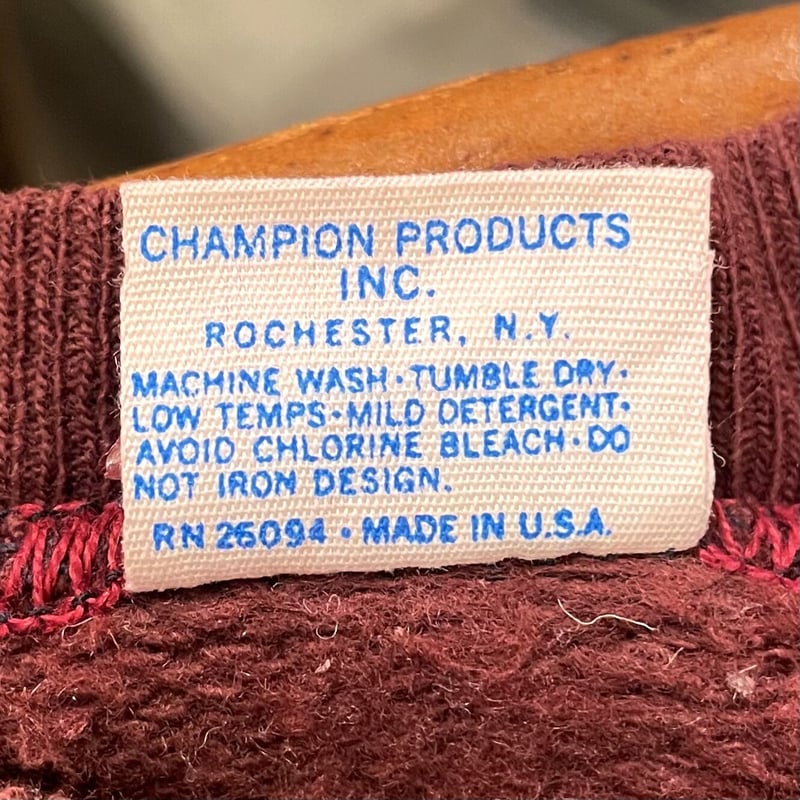 CHAMPION PRODUCTS
INC.
ROCHESTER, N.Y.
MACHINE WASH·TUMBLE DRY·
LOW TEMPS·MILD DETERGENT·
AVOID CHLORINE BLEACH·DO
NOT IRON DESIGN.
RN 26094 · MADE IN U.S.A.